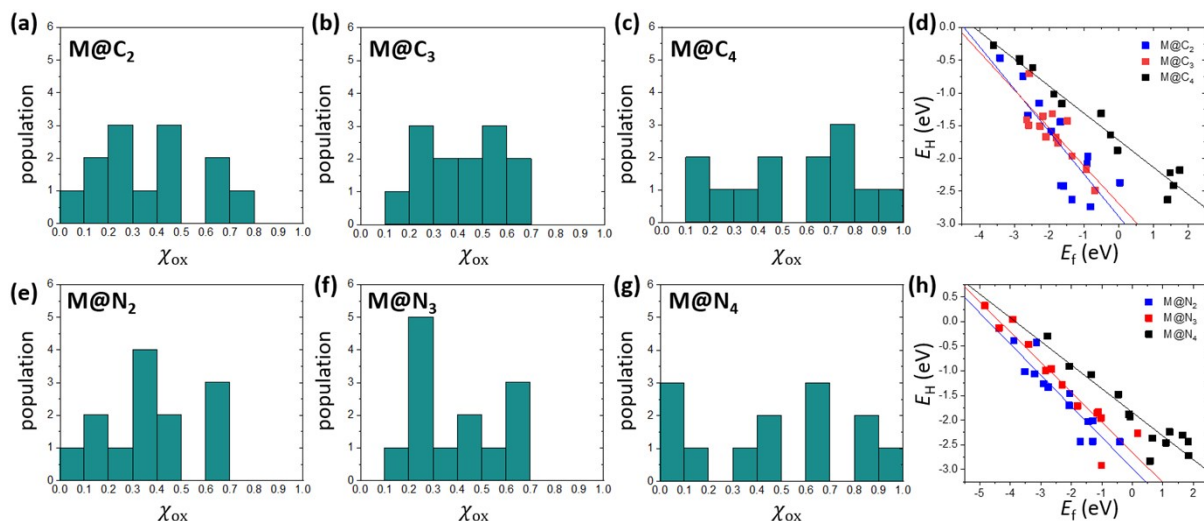 (a)
M@C₂
population
6
5
4
3
2
1
0
0.0 0.1 0.2 0.3 0.4 0.5 0.6 0.7 0.8 0.9 1.0
χox
(b)
M@C₃
population
6
5
4
3
2
1
0
0.0 0.1 0.2 0.3 0.4 0.5 0.6 0.7 0.8 0.9 1.0
χox
(c)
M@C₄
population
6
5
4
3
2
1
0
0.0 0.1 0.2 0.3 0.4 0.5 0.6 0.7 0.8 0.9 1.0
χox
(d)
M@C₂
M@C₃
M@C₄
EH (eV)
0.0
-0.5
-1.0
-1.5
-2.0
-2.5
-3.0
-4 -3 -2 -1 0 1 2
Ef (eV)
(e)
M@N₂
population
6
5
4
3
2
1
0
0.0 0.1 0.2 0.3 0.4 0.5 0.6 0.7 0.8 0.9 1.0
χox
(f)
M@N₃
population
6
5
4
3
2
1
0
0.0 0.1 0.2 0.3 0.4 0.5 0.6 0.7 0.8 0.9 1.0
χox
(g)
M@N₄
population
6
5
4
3
2
1
0
0.0 0.1 0.2 0.3 0.4 0.5 0.6 0.7 0.8 0.9 1.0
χox
(h)
M@N₂
M@N₃
M@N₄
EH (eV)
0.5
0.0
-0.5
-1.0
-1.5
-2.0
-2.5
-3.0
-5 -4 -3 -2 -1 0 1 2
Ef (eV)